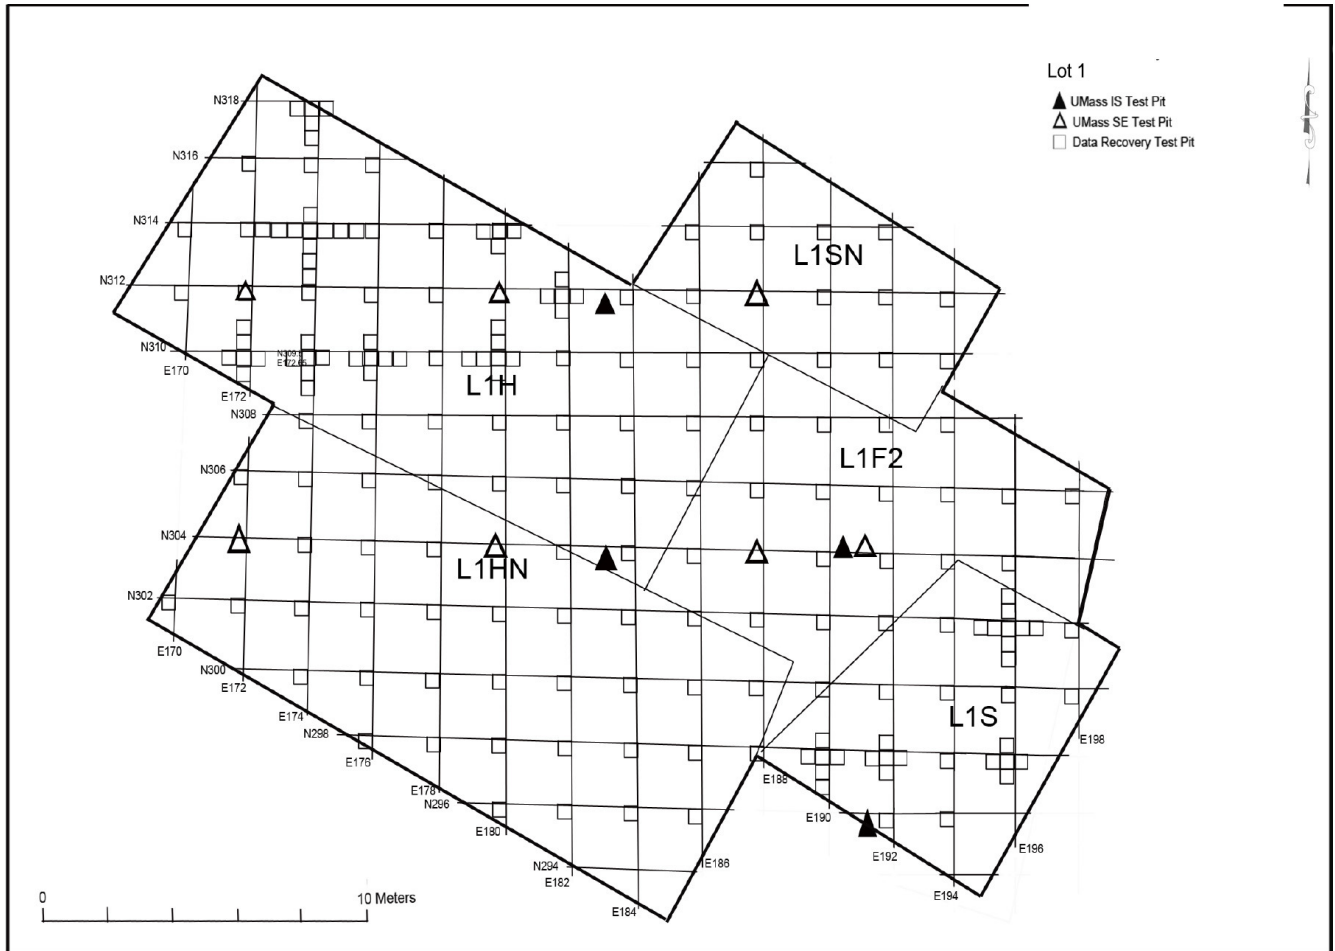 Lot 1
UMass IS Test Pit
UMass SE Test Pit
Data Recovery Test Pit
N318
N316
N314
L1SN
N312
N310
E170
E172
L1H
N308
L1F2
N306
N304
L1HN
N302
E170
N300
E172
E174
L1S
N298
E176
E198
E188
E178
N296
E190
E180
E196
E192
E186
N294
E182
E194
E184
0
10 Meters